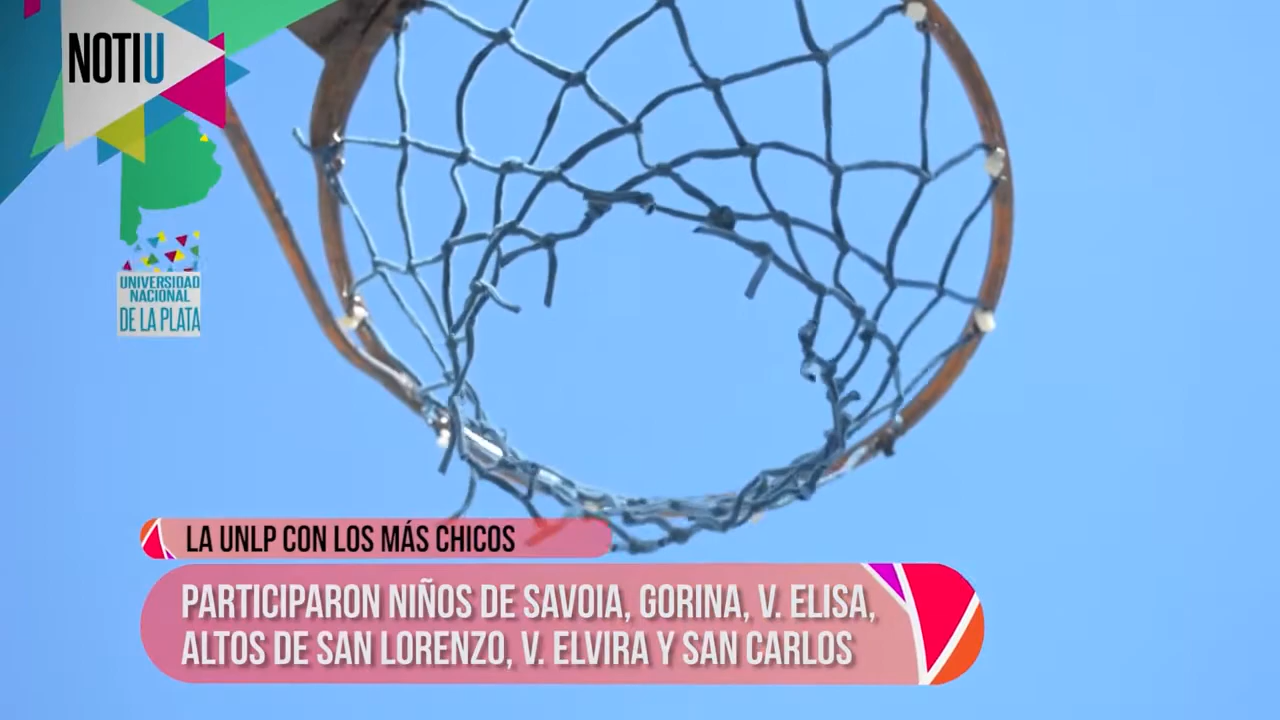 NOTIU
UNIVERSIDAD
NACIONAL
DE LA PLATA
LA UNLP CON LOS MÁS CHICOS
PARTICIPARON NIÑOS DE SAVOIA, GORINA, V. ELISA,
ALTOS DE SAN LORENZO, V. ELVIRA Y SAN CARLOS